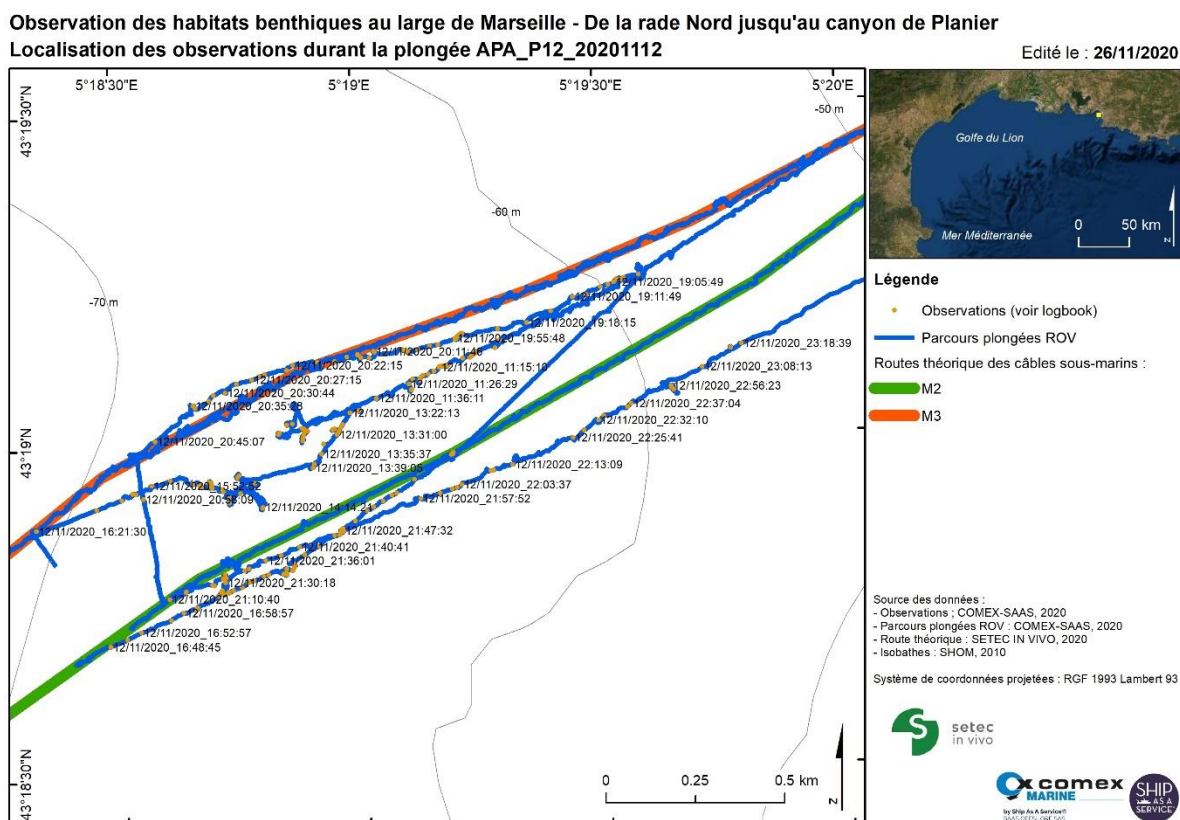 Observation des habitats benthiques au large de Marseille - De la rade Nord jusqu'au canyon de Planier
Localisation des observations durant la plongée APA_P12_20201112
Edité le : 26/11/2020
5°18'30"E
5°19'E
5°19'30"E
5°20'E
43°19'30"N
43°19'N
43°18'30"N
-50 m
-60 m
-70 m
12/11/2020_19:05:49
12/11/2020_19:11:49
12/11/2020_19:18:15
12/11/2020_19:55:48
12/11/2020_20:11:46
12/11/2020_20:22:15
12/11/2020_11:15:10
12/11/2020_20:27:15
12/11/2020_11:26:29
12/11/2020_20:30:44
12/11/2020_11:36:11
12/11/2020_20:35:28
12/11/2020_13:22:13
12/11/2020_13:31:00
12/11/2020_20:45:07
12/11/2020_13:35:37
12/11/2020_13:39:05
12/11/2020_15:52:52
12/11/2020_20:58:09
12/11/2020_14:14:21
12/11/2020_16:21:30
12/11/2020_23:18:39
12/11/2020_23:08:13
12/11/2020_22:56:23
12/11/2020_22:37:04
12/11/2020_22:32:10
12/11/2020_22:25:41
12/11/2020_22:13:09
12/11/2020_22:03:37
12/11/2020_21:57:52
12/11/2020_21:47:32
12/11/2020_21:40:41
12/11/2020_21:36:01
12/11/2020_21:30:18
12/11/2020_21:10:40
12/11/2020_16:58:57
12/11/2020_16:52:57
12/11/2020_16:48:45
0 0.25 0.5 km
N
Golfe du Lion
Mer Méditerranée
0 50 km
N
Légende
Observations (voir logbook)
Parcours plongées ROV
Routes théorique des câbles sous-marins :
M2
M3
Source des données :
- Observations : COMEX-SAAS, 2020
- Parcours plongées ROV : COMEX-SAAS, 2020
- Route théorique : SETEC IN VIVO, 2020
- Isobathes : SHOM, 2010
Système de coordonnées projetées : RGF 1993 Lambert 93
setec
in vivo
comex
MARINE
by Ship As A Service®
SHIP
AS A
SERVICE